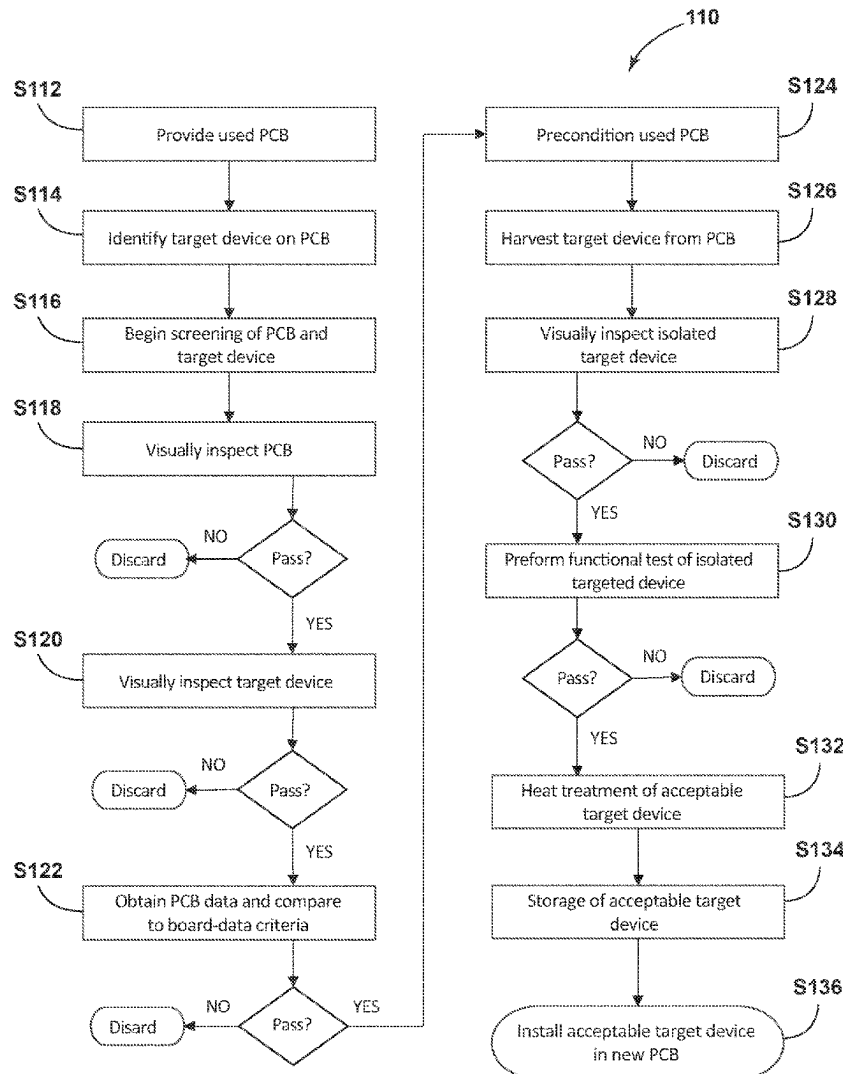 110
S112
Provide used PCB
S114
Identify target device on PCB
S116
Begin screening of PCB and
target device
S118
Visually inspect PCB
Pass?
NO
Discard
YES
S120
Visually inspect target device
Pass?
NO
Discard
YES
S122
Obtain PCB data and compare
to board-data criteria
Pass?
NO
Disard
YES
S124
Precondition used PCB
S126
Harvest target device from PCB
S128
Visually inspect isolated
target device
Pass?
NO
Discard
YES
S130
Preform functional test of isolated
targeted device
Pass?
NO
Discard
YES
S132
Heat treatment of acceptable
target device
S134
Storage of acceptable target
device
S136
Install acceptable target device
in new PCB